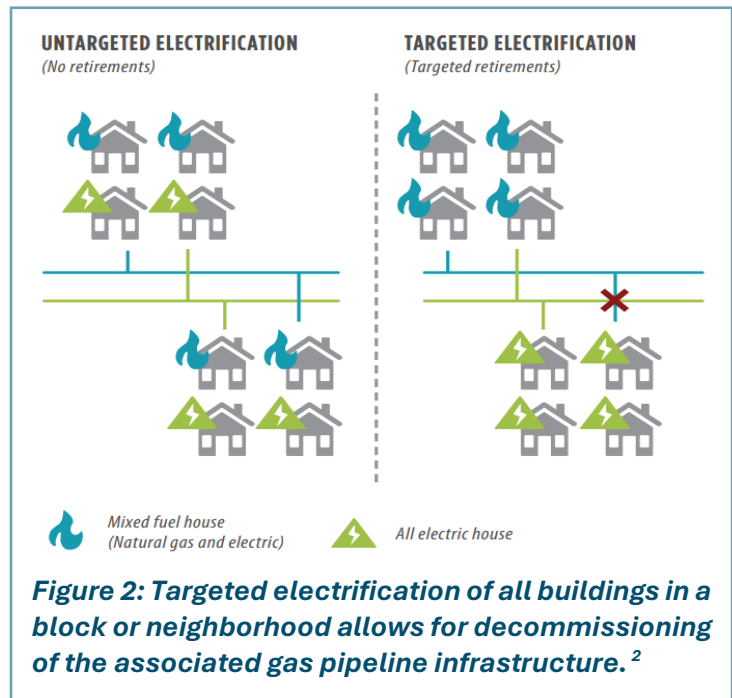 UNTARGETED ELECTRIFICATION
(No retirements)
TARGETED ELECTRIFICATION
(Targeted retirements)
Mixed fuel house
(Natural gas and electric)
All electric house
Figure 2: Targeted electrification of all buildings in a
block or neighborhood allows for decommissioning
of the associated gas pipeline infrastructure.²